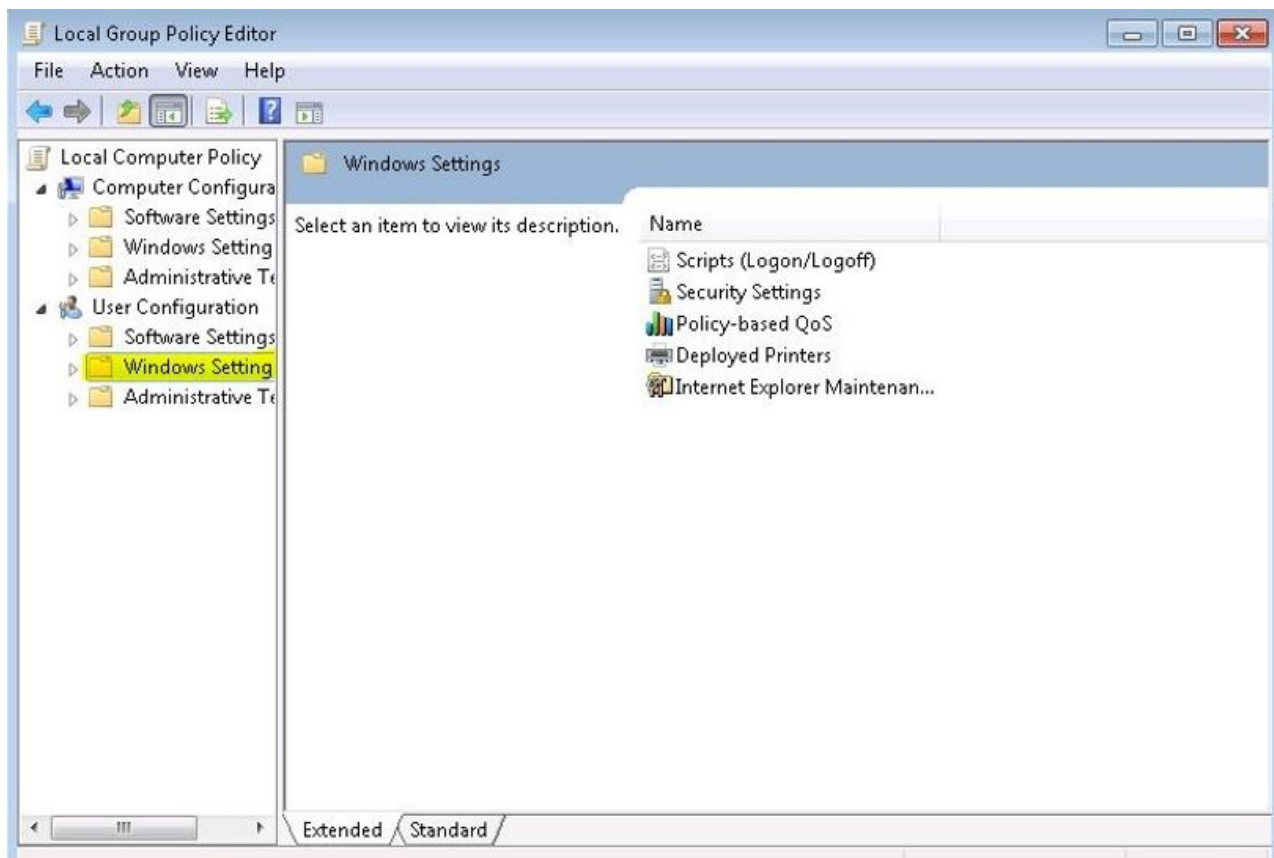 Local Group Policy Editor
File Action View Help
Local Computer Policy
Computer Configura
Software Settings
Windows Setting
Administrative Te
User Configuration
Software Settings
Windows Setting
Administrative Te
Windows Settings
Select an item to view its description.
Name
Scripts (Logon/Logoff)
Security Settings
Policy-based QoS
Deployed Printers
Internet Explorer Maintenan...
Extended Standard